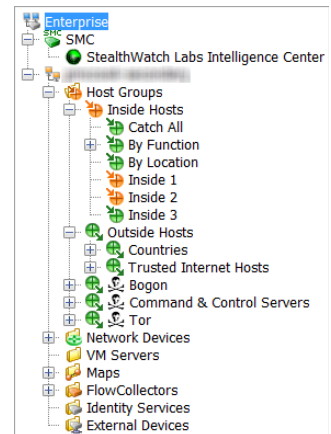 Enterprise
SMC
SMC
StealthWatch Labs Intelligence Center
Host Groups
Inside Hosts
Catch All
By Function
By Location
Inside 1
Inside 2
Inside 3
Outside Hosts
Countries
Trusted Internet Hosts
Bogon
Command & Control Servers
Tor
Network Devices
VM Servers
Maps
FlowCollectors
Identity Services
External Devices